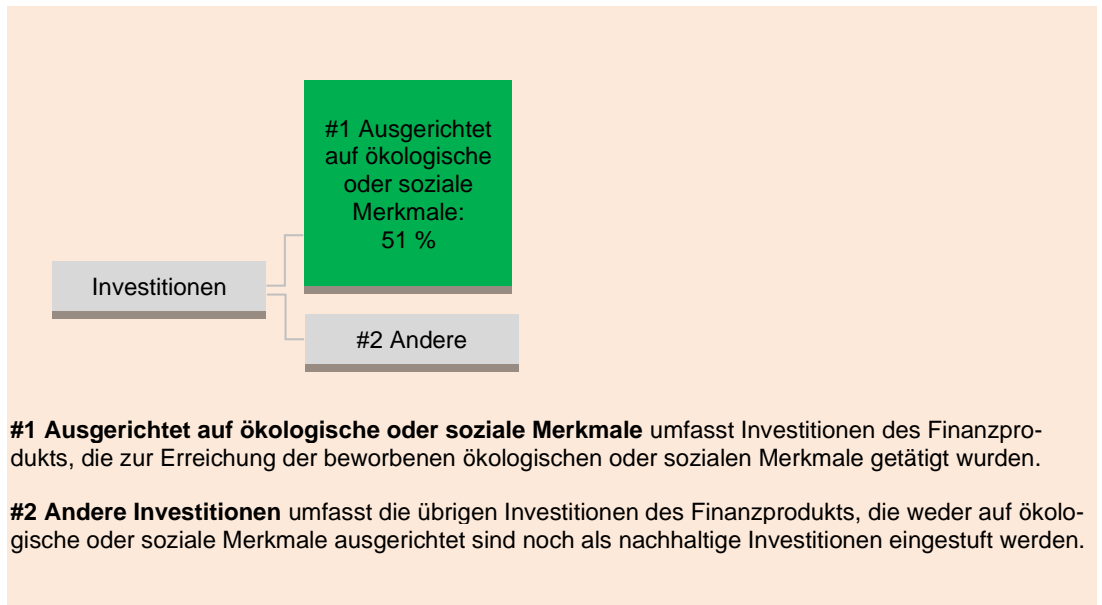 #1 Ausgerichtet
auf ökologische
oder soziale
Merkmale:
51 %
Investitionen
#2 Andere
#1 Ausgerichtet auf ökologische oder soziale Merkmale umfasst Investitionen des Finanzpro-
dukts, die zur Erreichung der beworbenen ökologischen oder sozialen Merkmale getätigt wurden.
#2 Andere Investitionen umfasst die übrigen Investitionen des Finanzprodukts, die weder auf ökolo-
gische oder soziale Merkmale ausgerichtet sind noch als nachhaltige Investitionen eingestuft werden.